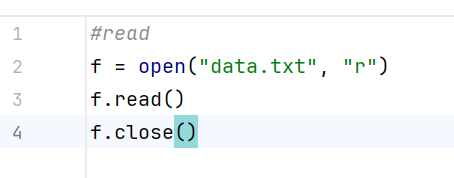 1 #read
2 f = open("data.txt", "r")
3 f.read()
4 f.close()